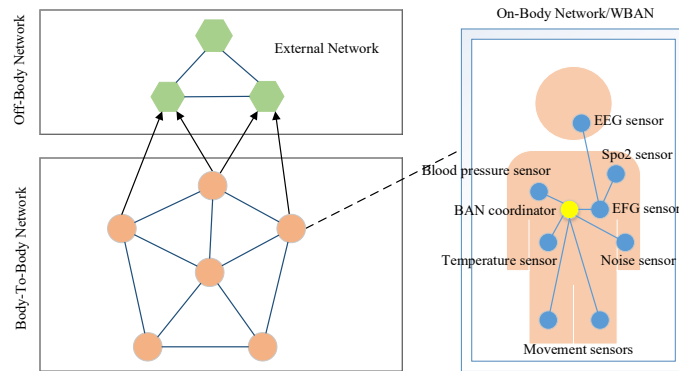 Off-Body Network
External Network
Body-To-Body Network
On-Body Network/WBAN
EEG sensor
Spo2 sensor
Blood pressure sensor
BAN coordinator
EFG sensor
Temperature sensor
Noise sensor
Movement sensors